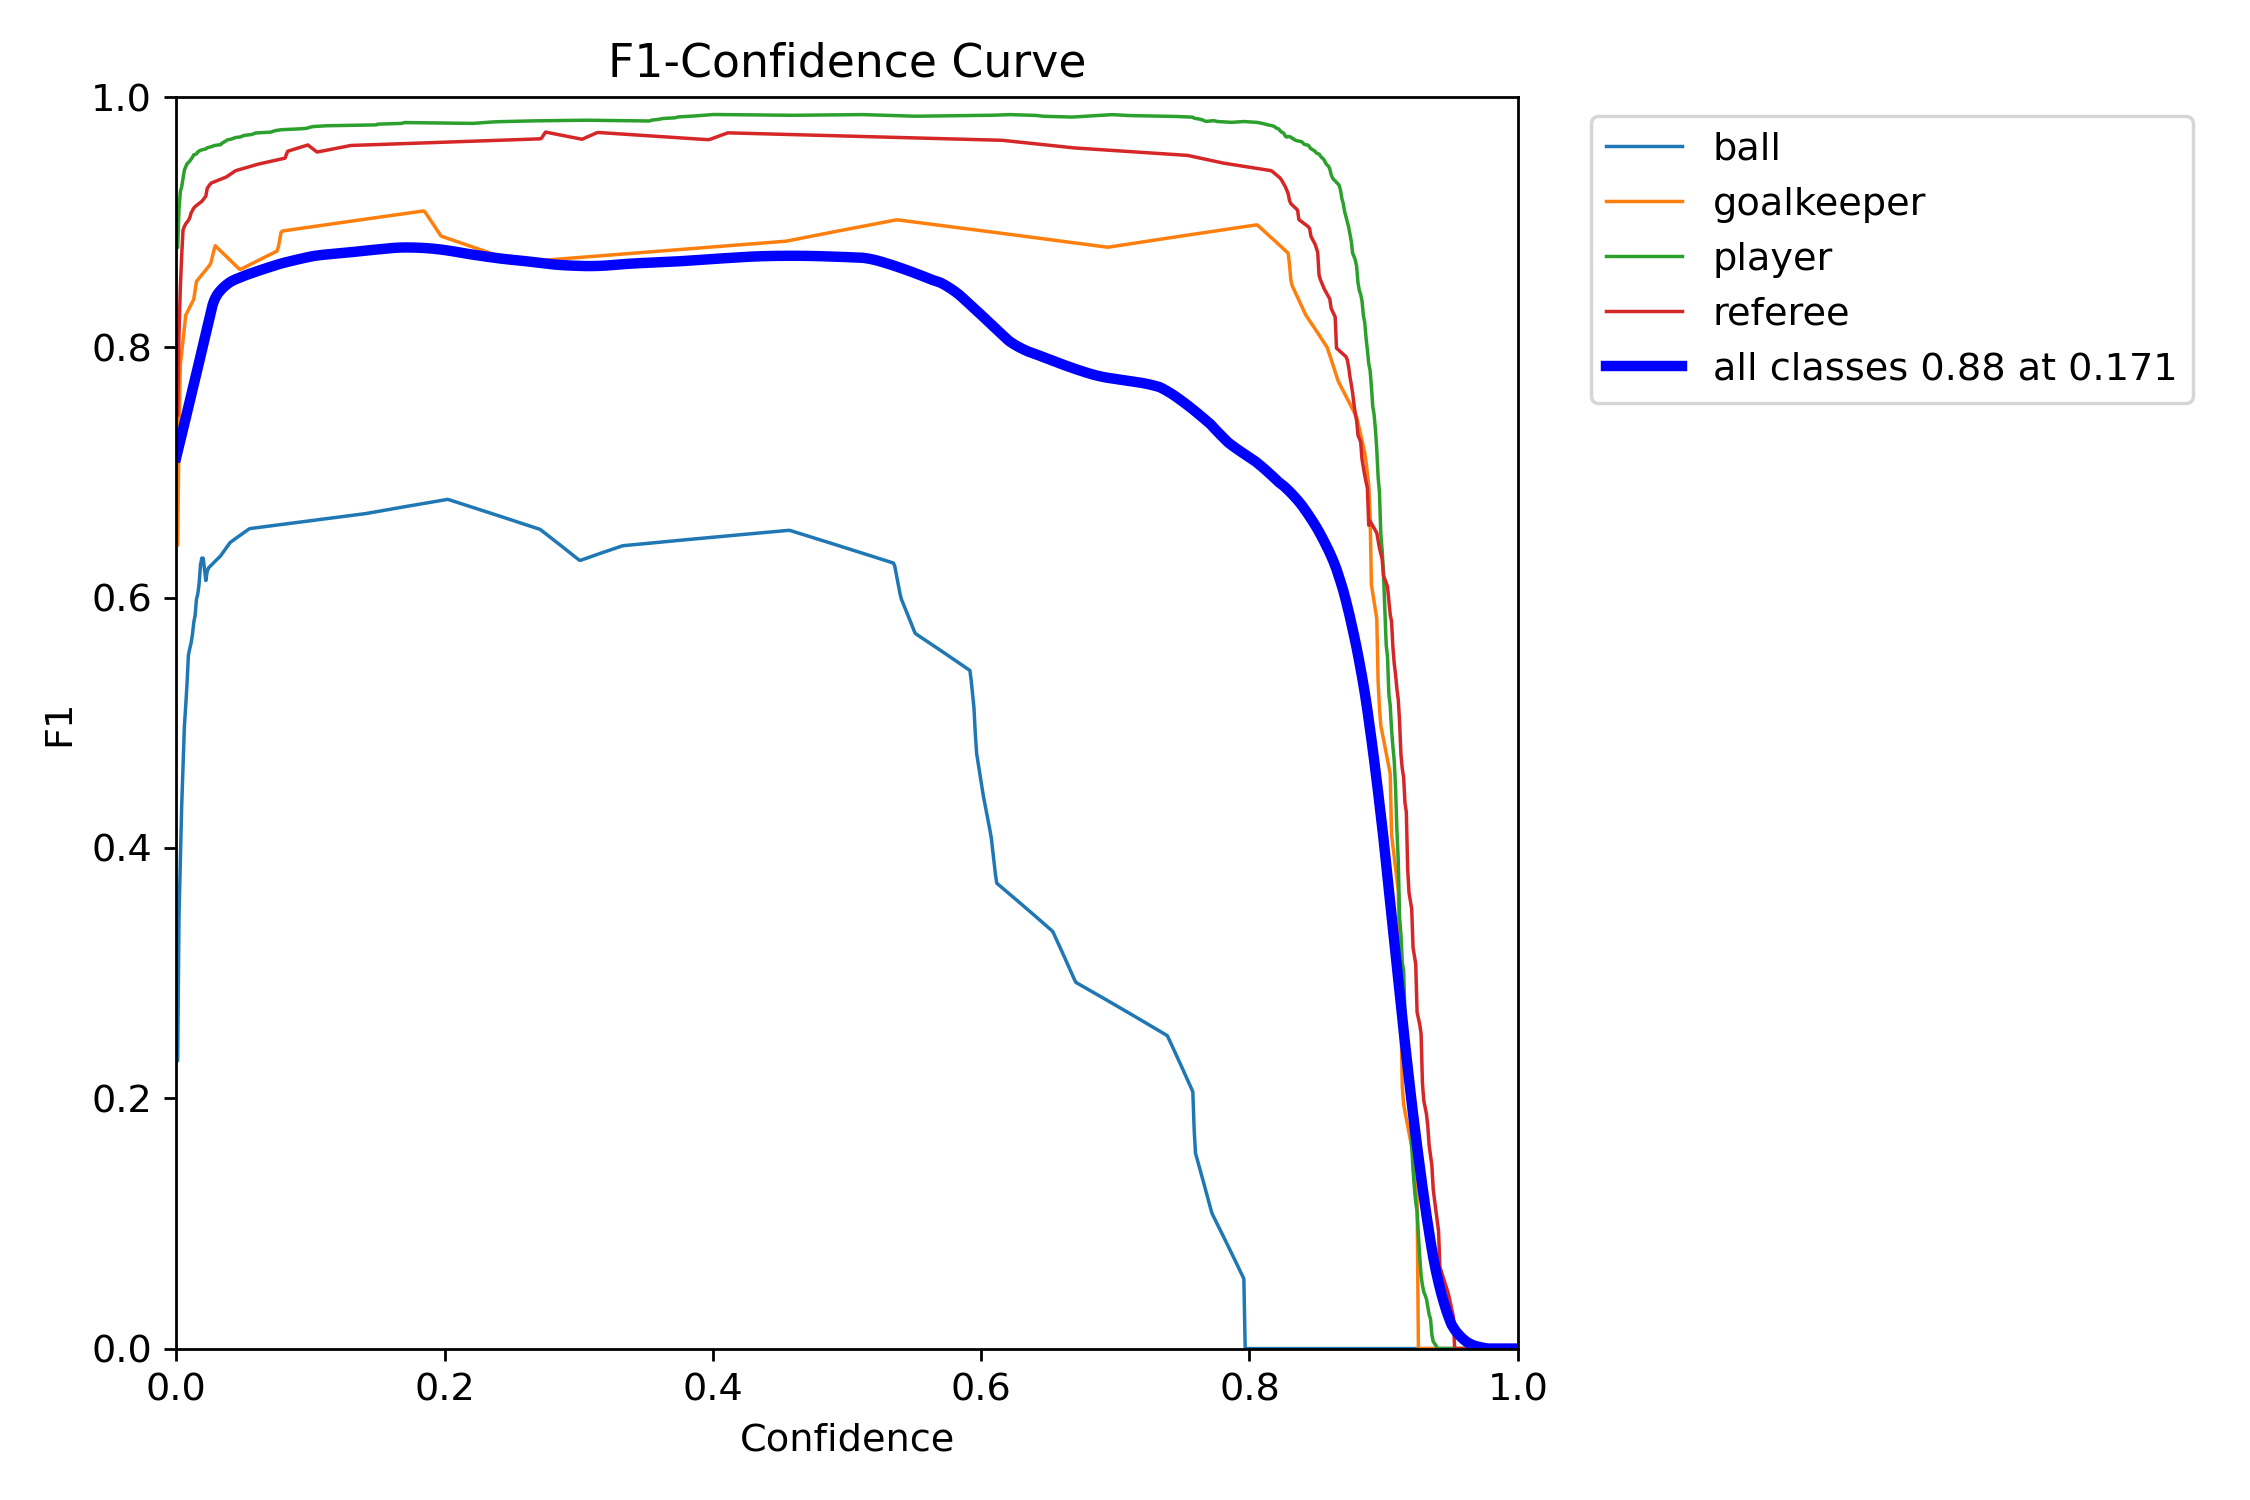 F1-Confidence Curve
1.0
0.8
0.6
0.4
0.2
0.0
F1
0.0 0.2 0.4 0.6 0.8 1.0
Confidence
ball
goalkeeper
player
referee
all classes 0.88 at 0.171